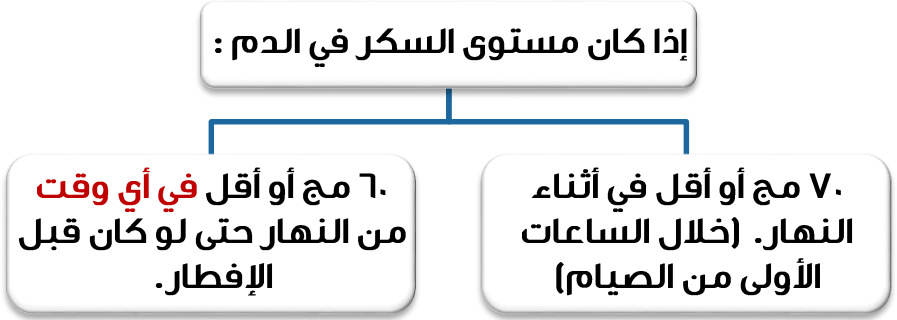 إذا كان مستوى السكر في الدم :
٧٠ مج أو أقل في أثناء
النهار. (خلال الساعات
الأولى من الصيام)
٦٠ مج أو أقل في أي وقت
من النهار حتى لو كان قبل
الإفطار.